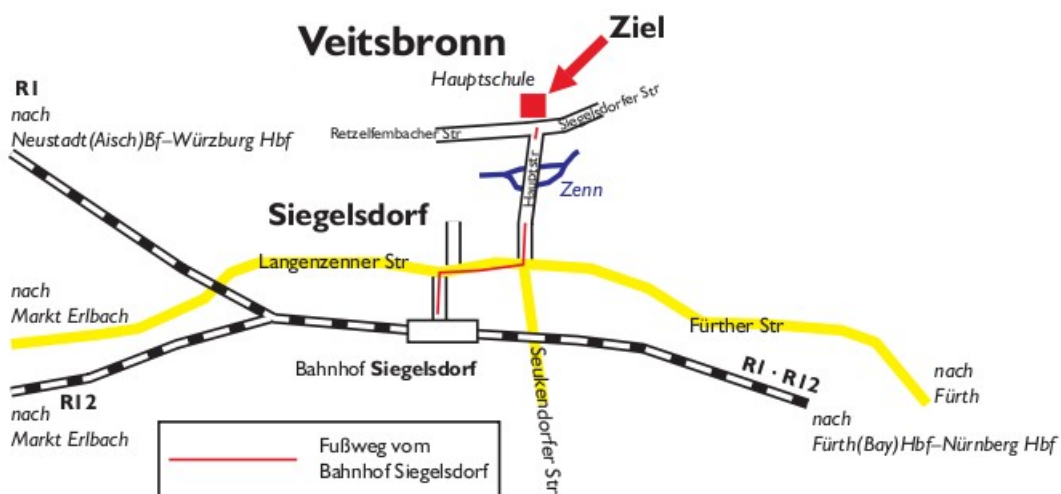 Veitsbronn
Ziel
Hauptschule
R1
nach
Neustadt(Aisch)Bf–Würzburg Hbf
Retzelfembacher Str
Siegelsdorfer Str
Hauptstr
Zenn
Siegelsdorf
Langenzenner Str
nach
Markt Erlbach
Fürther Str
Bahnhof Siegelsdorf
Seukendorfer Str
R1 · R12
nach
Fürth
R12
nach
Markt Erlbach
nach
Fürth(Bay)Hbf–Nürnberg Hbf
Fußweg vom
Bahnhof Siegelsdorf